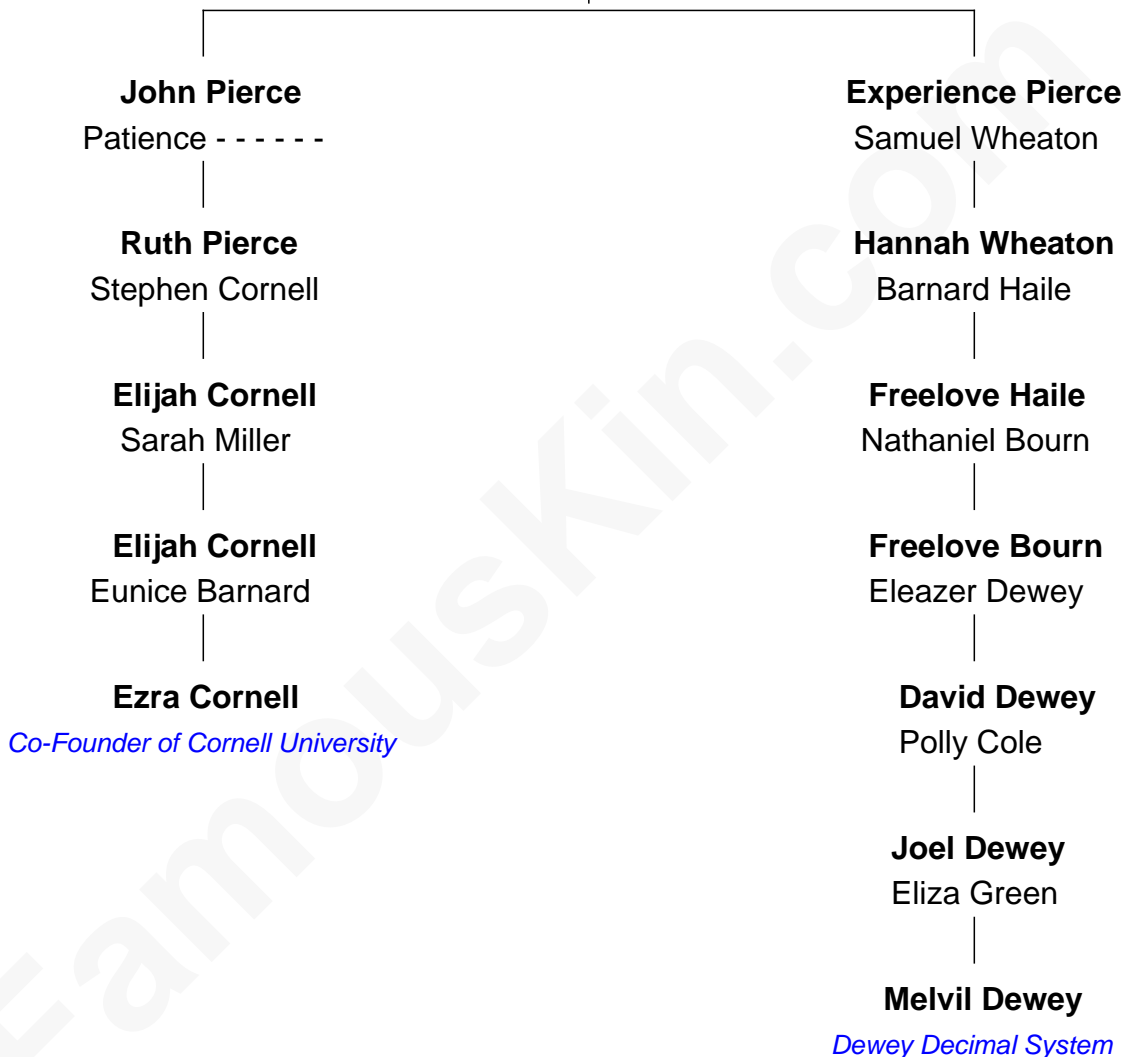 John Pierce
Patience - - - - - -
Experience Pierce
Samuel Wheaton
Ruth Pierce
Stephen Cornell
Hannah Wheaton
Barnard Haile
Elijah Cornell
Sarah Miller
Freelove Haile
Nathaniel Bourn
Elijah Cornell
Eunice Barnard
Freelove Bourn
Eleazer Dewey
Ezra Cornell
Co-Founder of Cornell University
David Dewey
Polly Cole
Joel Dewey
Eliza Green
Melvil Dewey
Dewey Decimal System
FamousKin.com